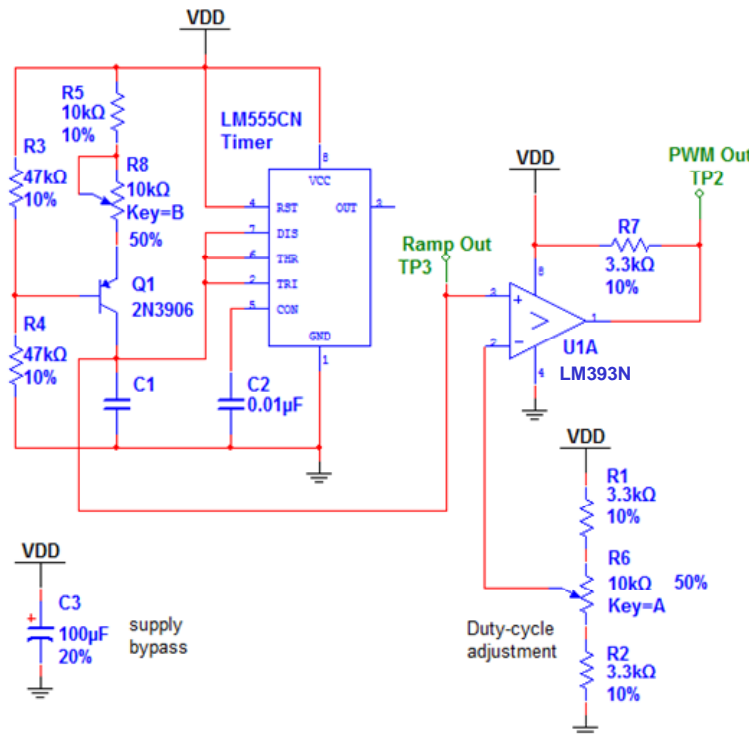 VDD
R5
10kΩ
10%
R3
47kΩ
10%
R8
10kΩ
Key=B
50%
Q1
2N3906
R4
47kΩ
10%
C1
C2
0.01µF
LM555CN
Timer
8
VCC
4
RST
OUT
3
7
DIS
6
THR
2
TRI
5
CON
GND
1
Ramp Out
TP3
VDD
PWM Out
TP2
R7
3.3kΩ
10%
8
3
+
>
1
2
−
U1A
4
LM393N
VDD
R1
3.3kΩ
10%
R6
10kΩ 50%
Key=A
R2
3.3kΩ
10%
Duty-cycle
adjustment
VDD
+
C3
100µF
20%
supply
bypass